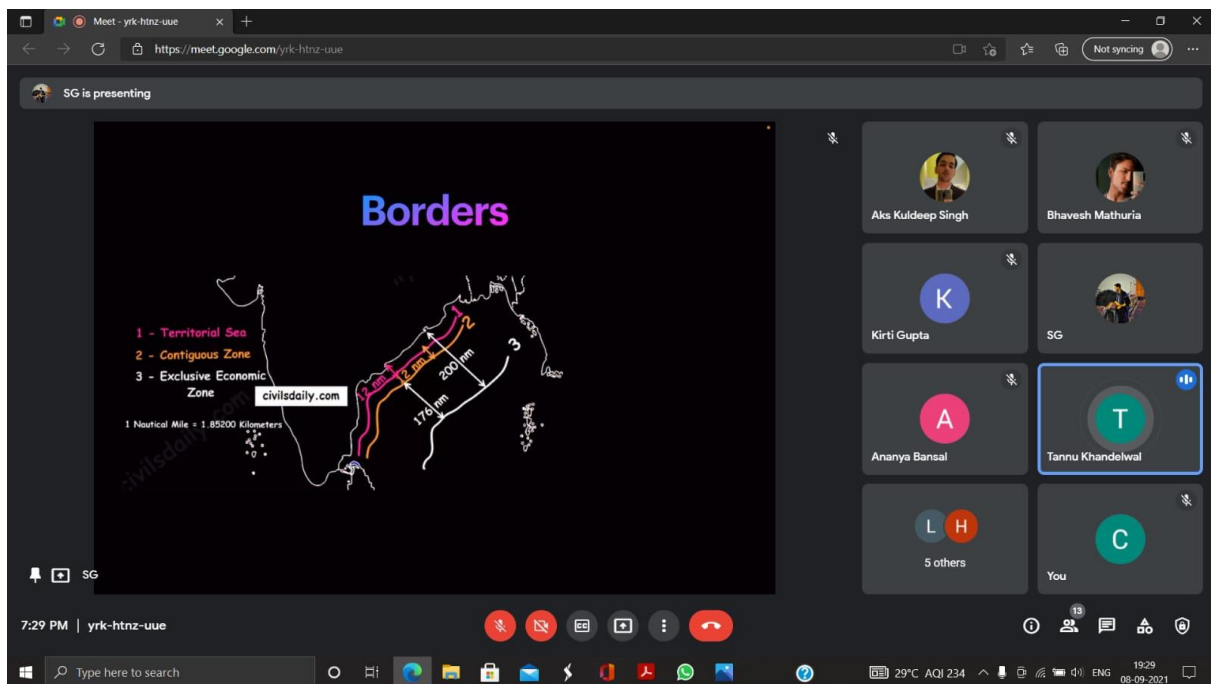 Meet - yrk-htnz-uue
https://meet.google.com/yrk-htnz-uue
Not syncing
SG is presenting
Borders
1 - Territorial Sea
2 - Contiguous Zone
3 - Exclusive Economic
Zone
civilsdaily.com
1 Nautical Mile = 1.85200 Kilometers
civilsdaily.com
1
2
3
12 nm
2 nm
200 nm
176 nm
SG
Aks Kuldeep Singh
Bhavesh Mathuria
K
Kirti Gupta
SG
A
Ananya Bansal
T
Tannu Khandelwal
L H
5 others
C
You
7:29 PM | yrk-htnz-uue
CC
13
Type here to search
29°C AQI 234
ENG
19:29
08-09-2021